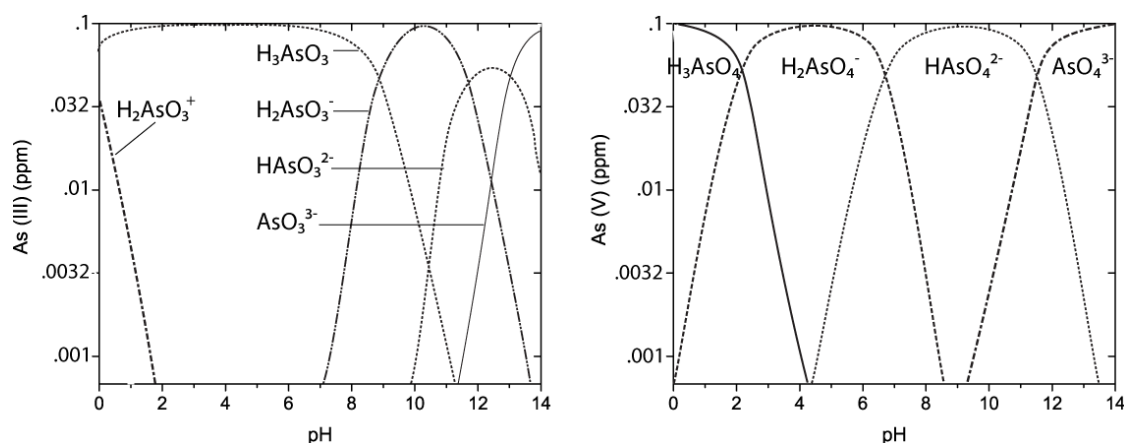 .1
.032
.01
.0032
.001
As (III) (ppm)
H₂AsO₃⁺
H₃AsO₃
H₂AsO₃⁻
HAsO₃²⁻
AsO₃³⁻
0 2 4 6 8 10 12 14
pH
.1
.032
.01
.0032
.001
As (V) (ppm)
H₃AsO₄ H₂AsO₄⁻ HAsO₄²⁻ AsO₄³⁻
0 2 4 6 8 10 12 14
pH